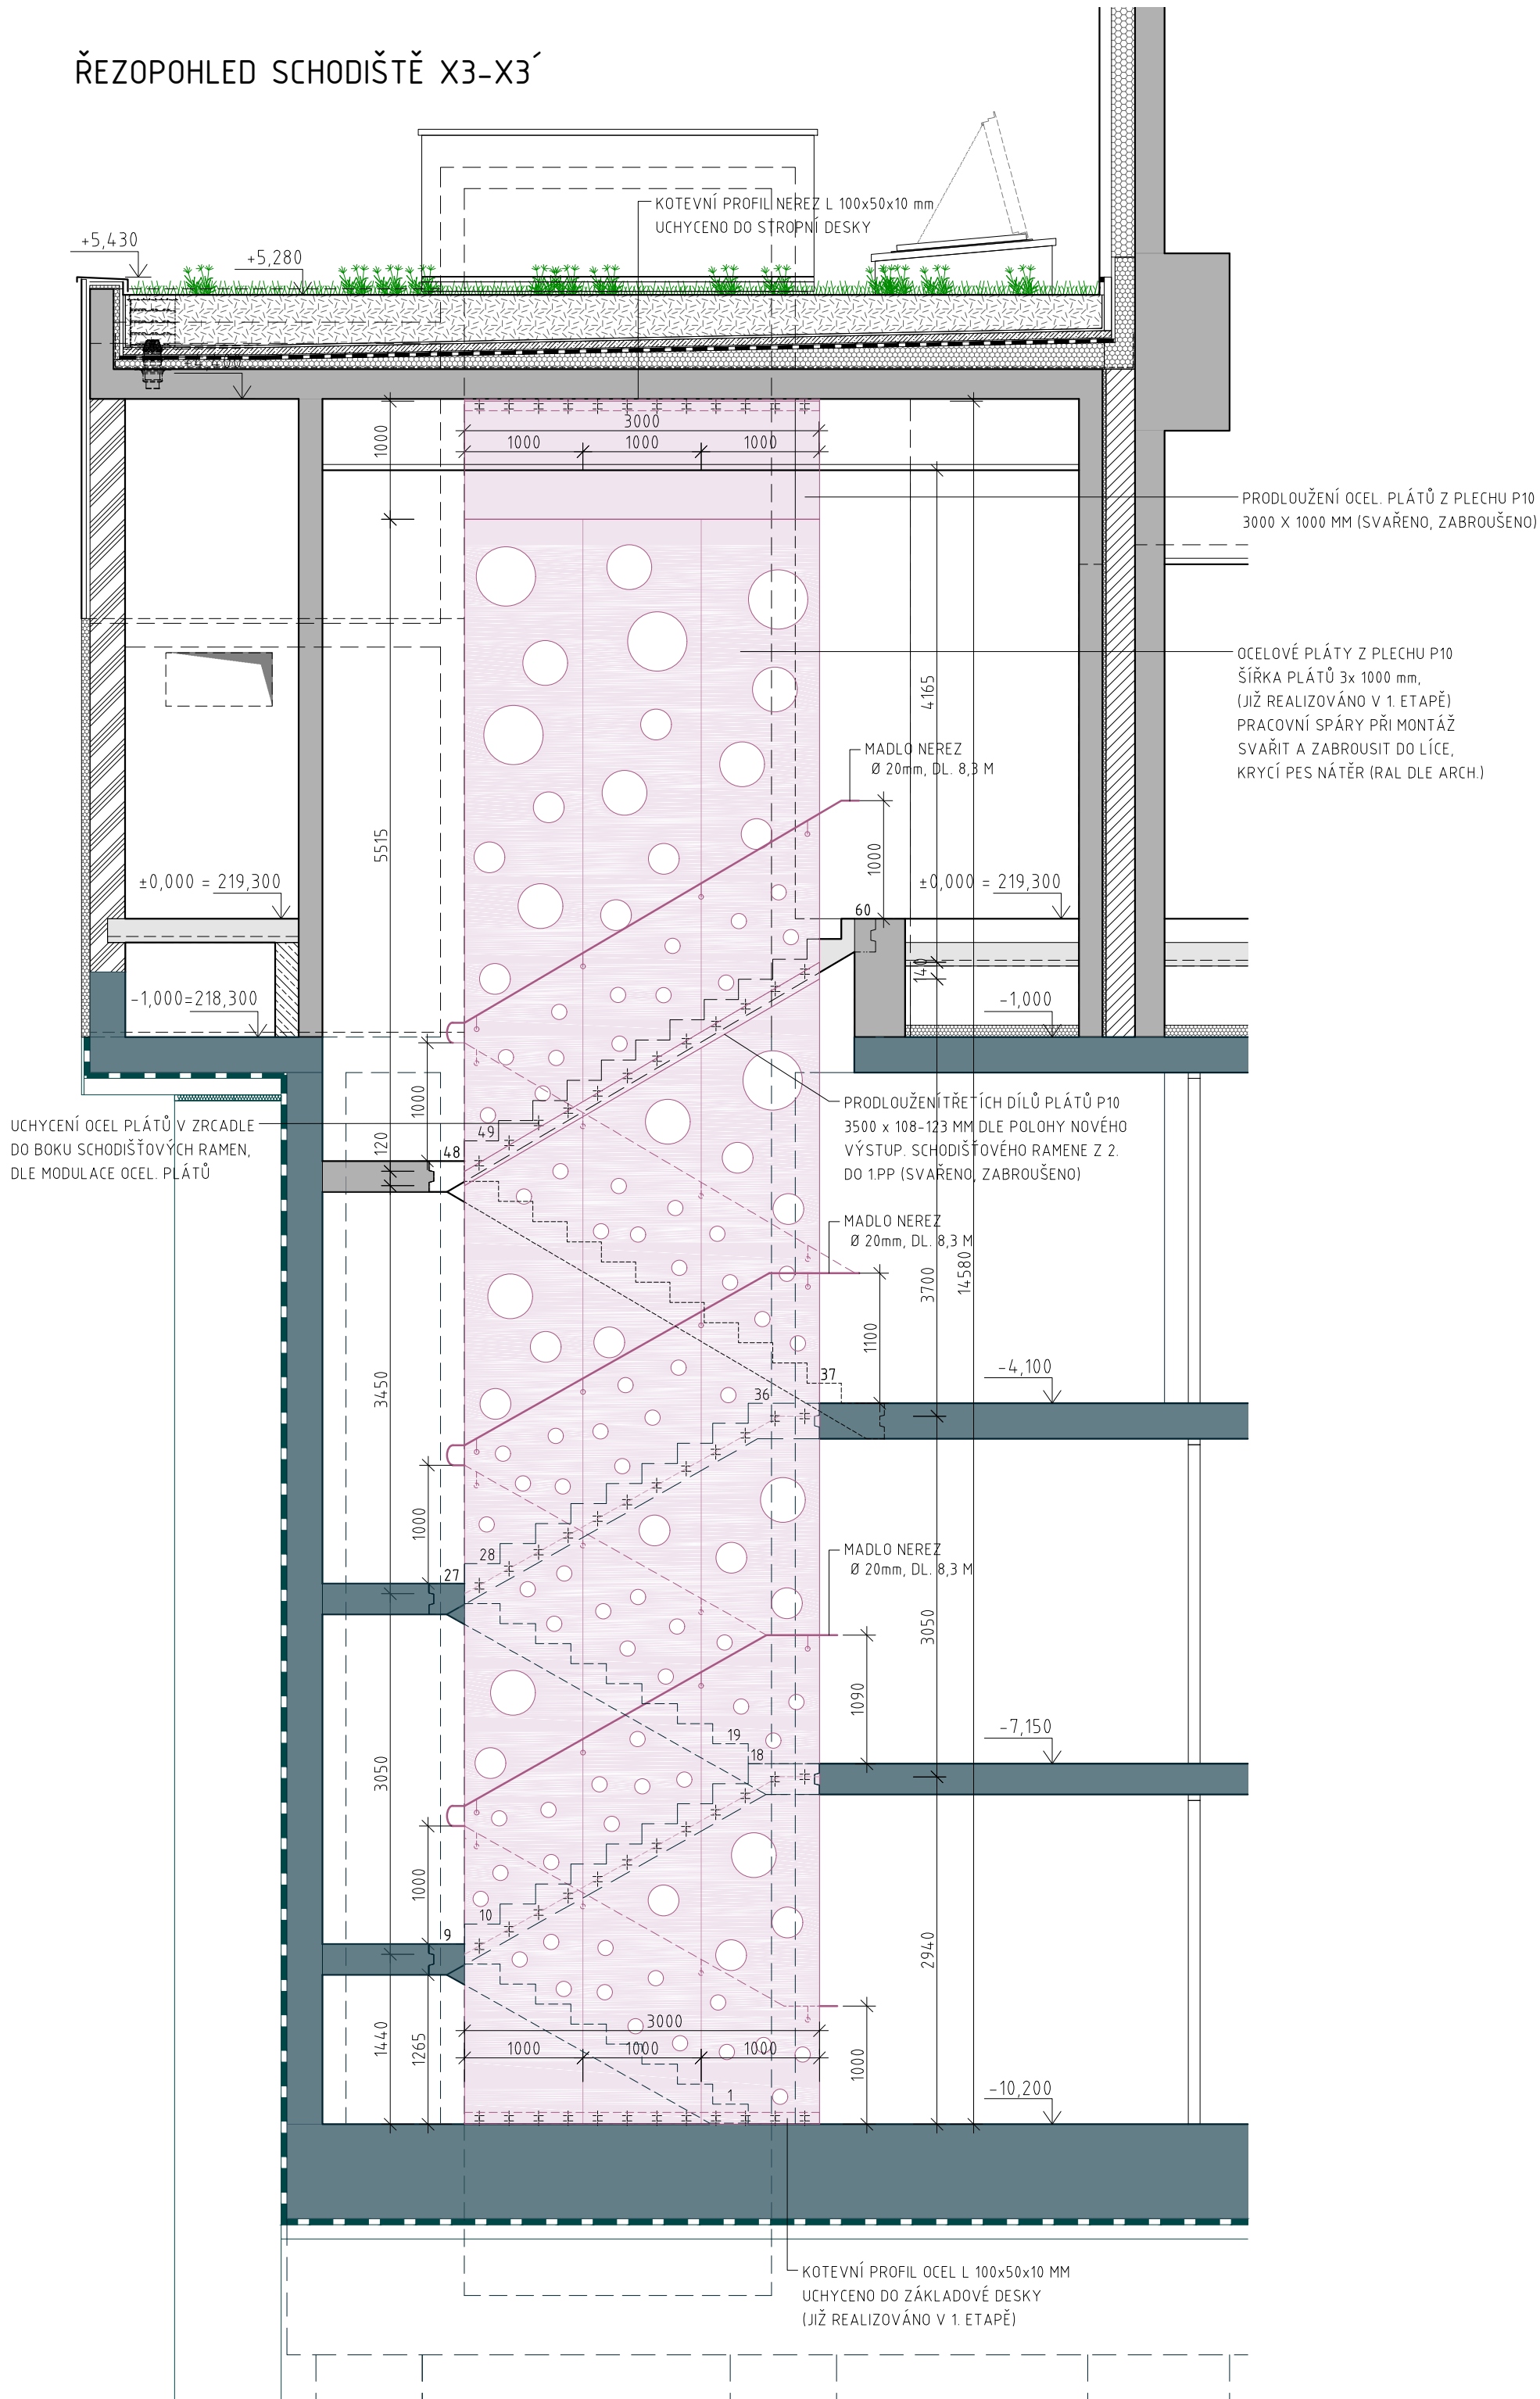 ŘEZOPOHLED SCHODIŠTĚ X3-X3´
KOTEVNÍ PROFIL NEREZ L 100x50x10 mm
UCHYCENO DO STROPNÍ DESKY
+5,430
+5,280
3000
1000
1000
1000
1000
PRODLOUŽENÍ OCEL. PLÁTŮ Z PLECHU P10
3000 X 1000 MM (SVAŘENO, ZABROUŠENO)
OCELOVÉ PLÁTY Z PLECHU P10
ŠÍŘKA PLÁTŮ 3x 1000 mm,
(JIŽ REALIZOVÁNO V 1. ETAPĚ)
PRACOVNÍ SPÁRY PŘI MONTÁŽ
SVAŘIT A ZABROUSIT DO LÍCE,
KRYCÍ PES NÁTĚR (RAL DLE ARCH.)
4165
MADLO NEREZ
Ø 20mm, DL. 8,3 M
5515
1000
±0,000 = 219,300
±0,000 = 219,300
60
140
-1,000=218,300
-1,000
1000
120
UCHYCENÍ OCEL PLÁTŮ V ZRCADLE
DO BOKU SCHODIŠŤOVÝCH RAMEN,
DLE MODULACE OCEL. PLÁTŮ
49
48
PRODLOUŽENÍTŘETÍCH DÍLŮ PLÁTŮ P10
3500 x 108-123 MM DLE POLOHY NOVÉHO
VÝSTUP. SCHODIŠŤOVÉHO RAMENE Z 2.
DO 1.PP (SVAŘENO, ZABROUŠENO)
MADLO NEREZ
Ø 20mm, DL. 8,3 M
3700
14580
1100
3450
37
36
-4,100
1000
28
27
MADLO NEREZ
Ø 20mm, DL. 8,3 M
3050
1090
19
18
-7,150
3050
1000
10
9
2940
1440
1265
3000
1000
1000
1000
1000
1
-10,200
KOTEVNÍ PROFIL OCEL L 100x50x10 MM
UCHYCENO DO ZÁKLADOVÉ DESKY
(JIŽ REALIZOVÁNO V 1. ETAPĚ)